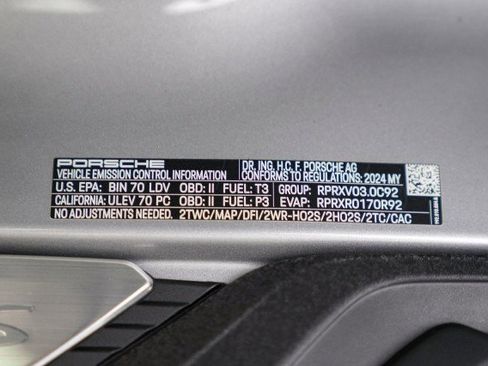 PORSCHE DR. ING. H.C. F. PORSCHE AG
VEHICLE EMISSION CONTROL INFORMATION CONFORMS TO REGULATIONS: 2024 MY
U.S. EPA: BIN 70 LDV OBD: II FUEL: T3 GROUP: RPRXV03.0C92
CALIFORNIA: ULEV 70 PC OBD: II FUEL: P3 EVAP: RPRXR0170R92
NO ADJUSTMENTS NEEDED. 2TWC/MAP/DFI/2WR-HO2S/2HO2S/2TC/CAC